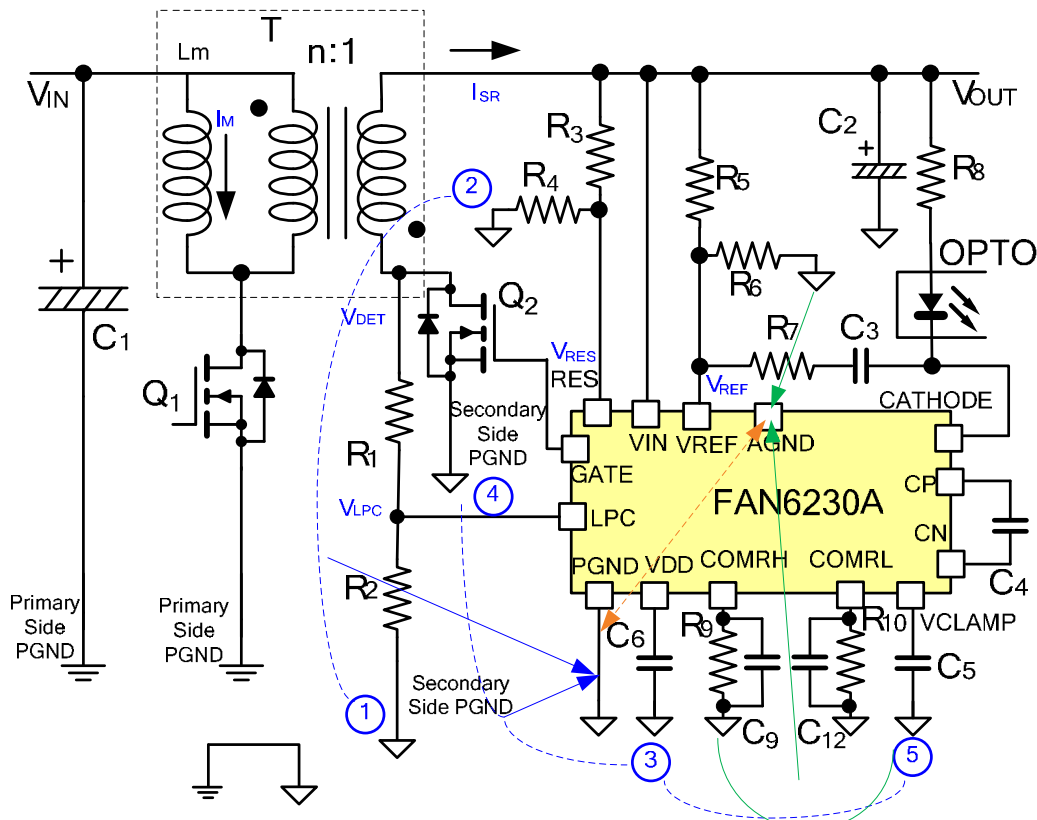 T
Lm
n:1
VIN
IM
ISR
VOUT
C2
+
R3
R4
R5
R8
2
R6
OPTO
+
C1
VDET
Q2
R7
C3
VRES
RES
VREF
Q1
Secondary
Side
PGND
CATHODE
VIN
VREF
AGND
R1
GATE
4
CP
VLPC
LPC
FAN6230A
CN
PGND
VDD
COMRH
COMRL
C4
R2
Primary
Side
PGND
Primary
Side
PGND
C6
R9
R10
VCLAMP
C5
Secondary
Side PGND
1
C9
C12
3
5